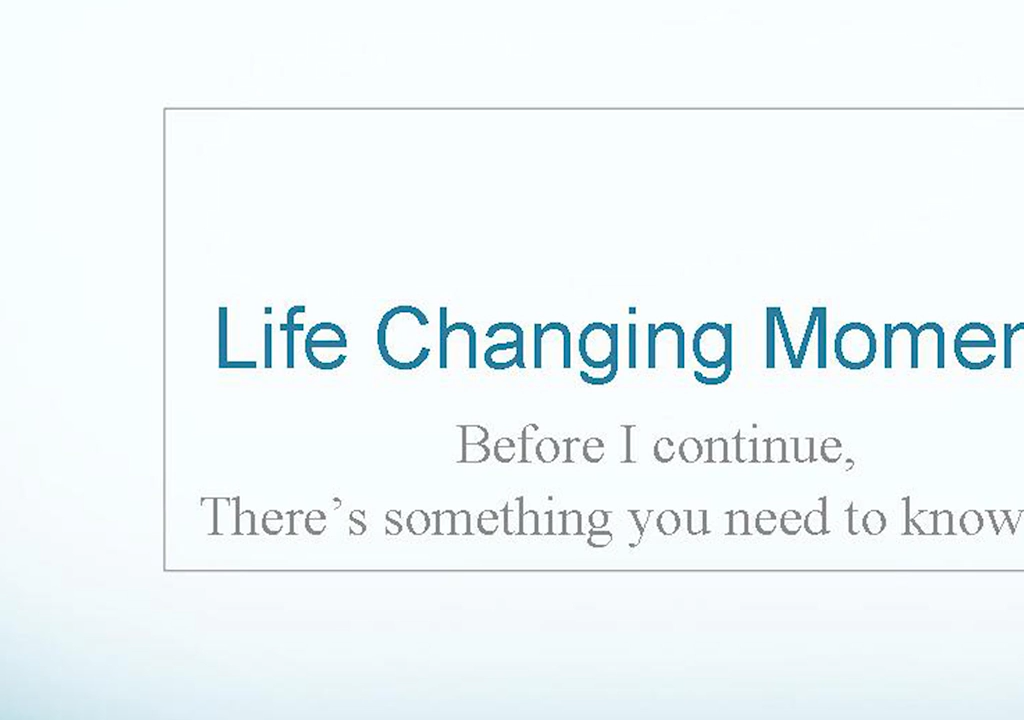 Life Changing Momen
Before I continue,
There’s something you need to know